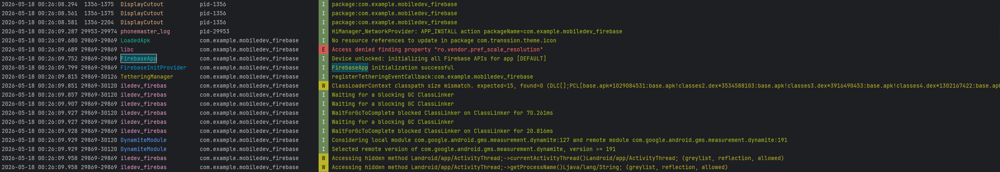 2026-05-18 00:26:08.294  1356-1375  DisplayCutout           pid-1356                             I  package:com.example.mobiledev_firebase
2026-05-18 00:26:08.561  1356-1375  DisplayCutout           pid-1356                             I  package:com.example.mobiledev_firebase
2026-05-18 00:26:08.581  1356-2204  DisplayCutout           pid-1356                             I  package:com.example.mobiledev_firebase
2026-05-18 00:26:09.287 29953-29974 phonemaster_log         pid-29953                            I  HiManager_NetworkProvider: APP_INSTALL action packageName=com.example.mobiledev_firebase
2026-05-18 00:26:09.680 29869-29869 LoadedApk               com.example.mobiledev_firebase       I  No resource references to update in package com.transsion.theme.icon
2026-05-18 00:26:09.689 29869-29869 libc                    com.example.mobiledev_firebase       E  Access denied finding property "ro.vendor.pref_scale_resolution"
2026-05-18 00:26:09.752 29869-29869 FirebaseApp             com.example.mobiledev_firebase       I  Device unlocked: initializing all Firebase APIs for app [DEFAULT]
2026-05-18 00:26:09.799 29869-29869 FirebaseInitProvider    com.example.mobiledev_firebase       I  FirebaseApp initialization successful
2026-05-18 00:26:09.815 29869-30126 TetheringManager        com.example.mobiledev_firebase       I  registerTetheringEventCallback:com.example.mobiledev_firebase
2026-05-18 00:26:09.851 29869-30120 iledev_firebas          com.example.mobiledev_firebase       W  ClassLoaderContext classpath size mismatch. expected=15, found=0 (DLC[];PCL[base.apk*1029084531:base.apk!classes2.dex*3534588103:base.apk!classes3.dex*3916490453:base.apk!classes4.dex*1302167422:base.apk
2026-05-18 00:26:09.857 29869-30120 iledev_firebas          com.example.mobiledev_firebase       I  Waiting for a blocking GC ClassLinker
2026-05-18 00:26:09.907 29869-29869 iledev_firebas          com.example.mobiledev_firebase       I  Waiting for a blocking GC ClassLinker
2026-05-18 00:26:09.927 29869-30120 iledev_firebas          com.example.mobiledev_firebase       I  WaitForGcToComplete blocked ClassLinker on ClassLinker for 70.261ms
2026-05-18 00:26:09.927 29869-29869 iledev_firebas          com.example.mobiledev_firebase       I  Waiting for a blocking GC ClassLinker
2026-05-18 00:26:09.928 29869-29869 iledev_firebas          com.example.mobiledev_firebase       I  WaitForGcToComplete blocked ClassLinker on ClassLinker for 20.816ms
2026-05-18 00:26:09.929 29869-30120 DynamiteModule          com.example.mobiledev_firebase       I  Considering local module com.google.android.gms.measurement.dynamite:127 and remote module com.google.android.gms.measurement.dynamite:191
2026-05-18 00:26:09.929 29869-30120 DynamiteModule          com.example.mobiledev_firebase       I  Selected remote version of com.google.android.gms.measurement.dynamite, version >= 191
2026-05-18 00:26:09.958 29869-29869 iledev_firebas          com.example.mobiledev_firebase       W  Accessing hidden method Landroid/app/ActivityThread;->currentActivityThread()Landroid/app/ActivityThread; (greylist, reflection, allowed)
2026-05-18 00:26:09.958 29869-29869 iledev_firebas          com.example.mobiledev_firebase       W  Accessing hidden method Landroid/app/ActivityThread;->getProcessName()Ljava/lang/String; (greylist, reflection, allowed)